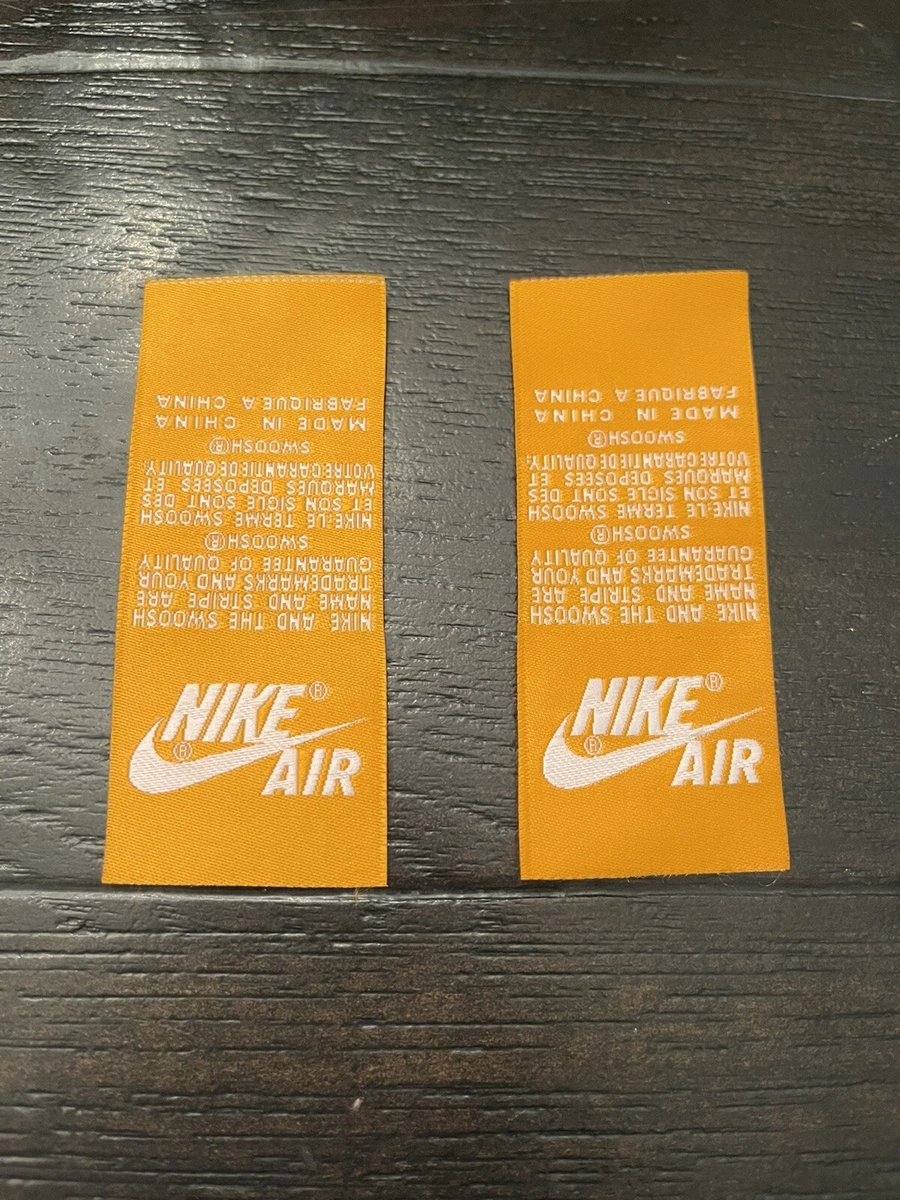 NIKE AND THE SWOOSH
NAME AND STRIPE ARE
TRADEMARKS AND YOUR
GUARANTEE OF QUALITY
SWOOSH®
NIKE:LE TERME SWOOSH
ET SON SIGLE SONT DES
MARQUES DEPOSEES ET
VOTRE GARANTIE DE QUALITY.
SWOOSH®
MADE IN CHINA
FABRIQUE A CHINA
NIKE®
®
AIR
NIKE AND THE SWOOSH
NAME AND STRIPE ARE
TRADEMARKS AND YOUR
GUARANTEE OF QUALITY
SWOOSH®
NIKE:LE TERME SWOOSH
ET SON SIGLE SONT DES
MARQUES DEPOSEES ET
VOTRE GARANTIE DE QUALITY.
SWOOSH®
MADE IN CHINA
FABRIQUE A CHINA
NIKE®
®
AIR